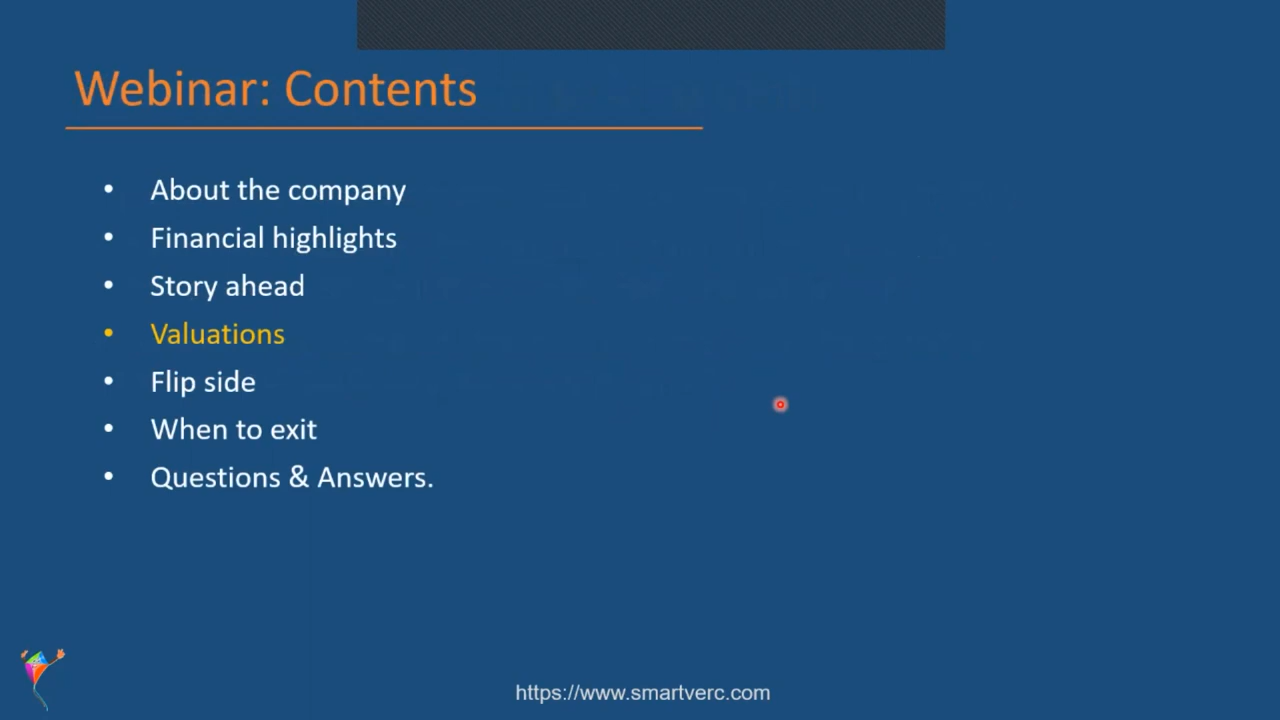 Webinar: Contents
• About the company
• Financial highlights
• Story ahead
• Valuations
• Flip side
• When to exit
• Questions & Answers.
https://www.smartverc.com